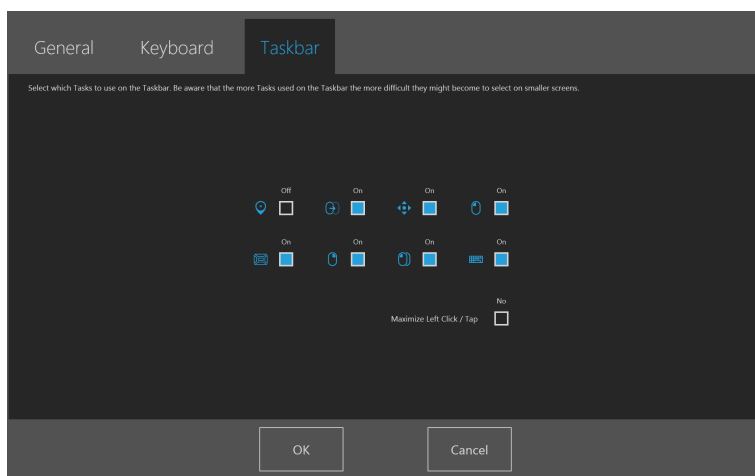 General Keyboard Taskbar
Select which Tasks to use on the Taskbar. Be aware that the more Tasks used on the Taskbar the more difficult they might become to select on smaller screens.
Off On On On
On On On On
No
Maximize Left Click / Tap
OK Cancel